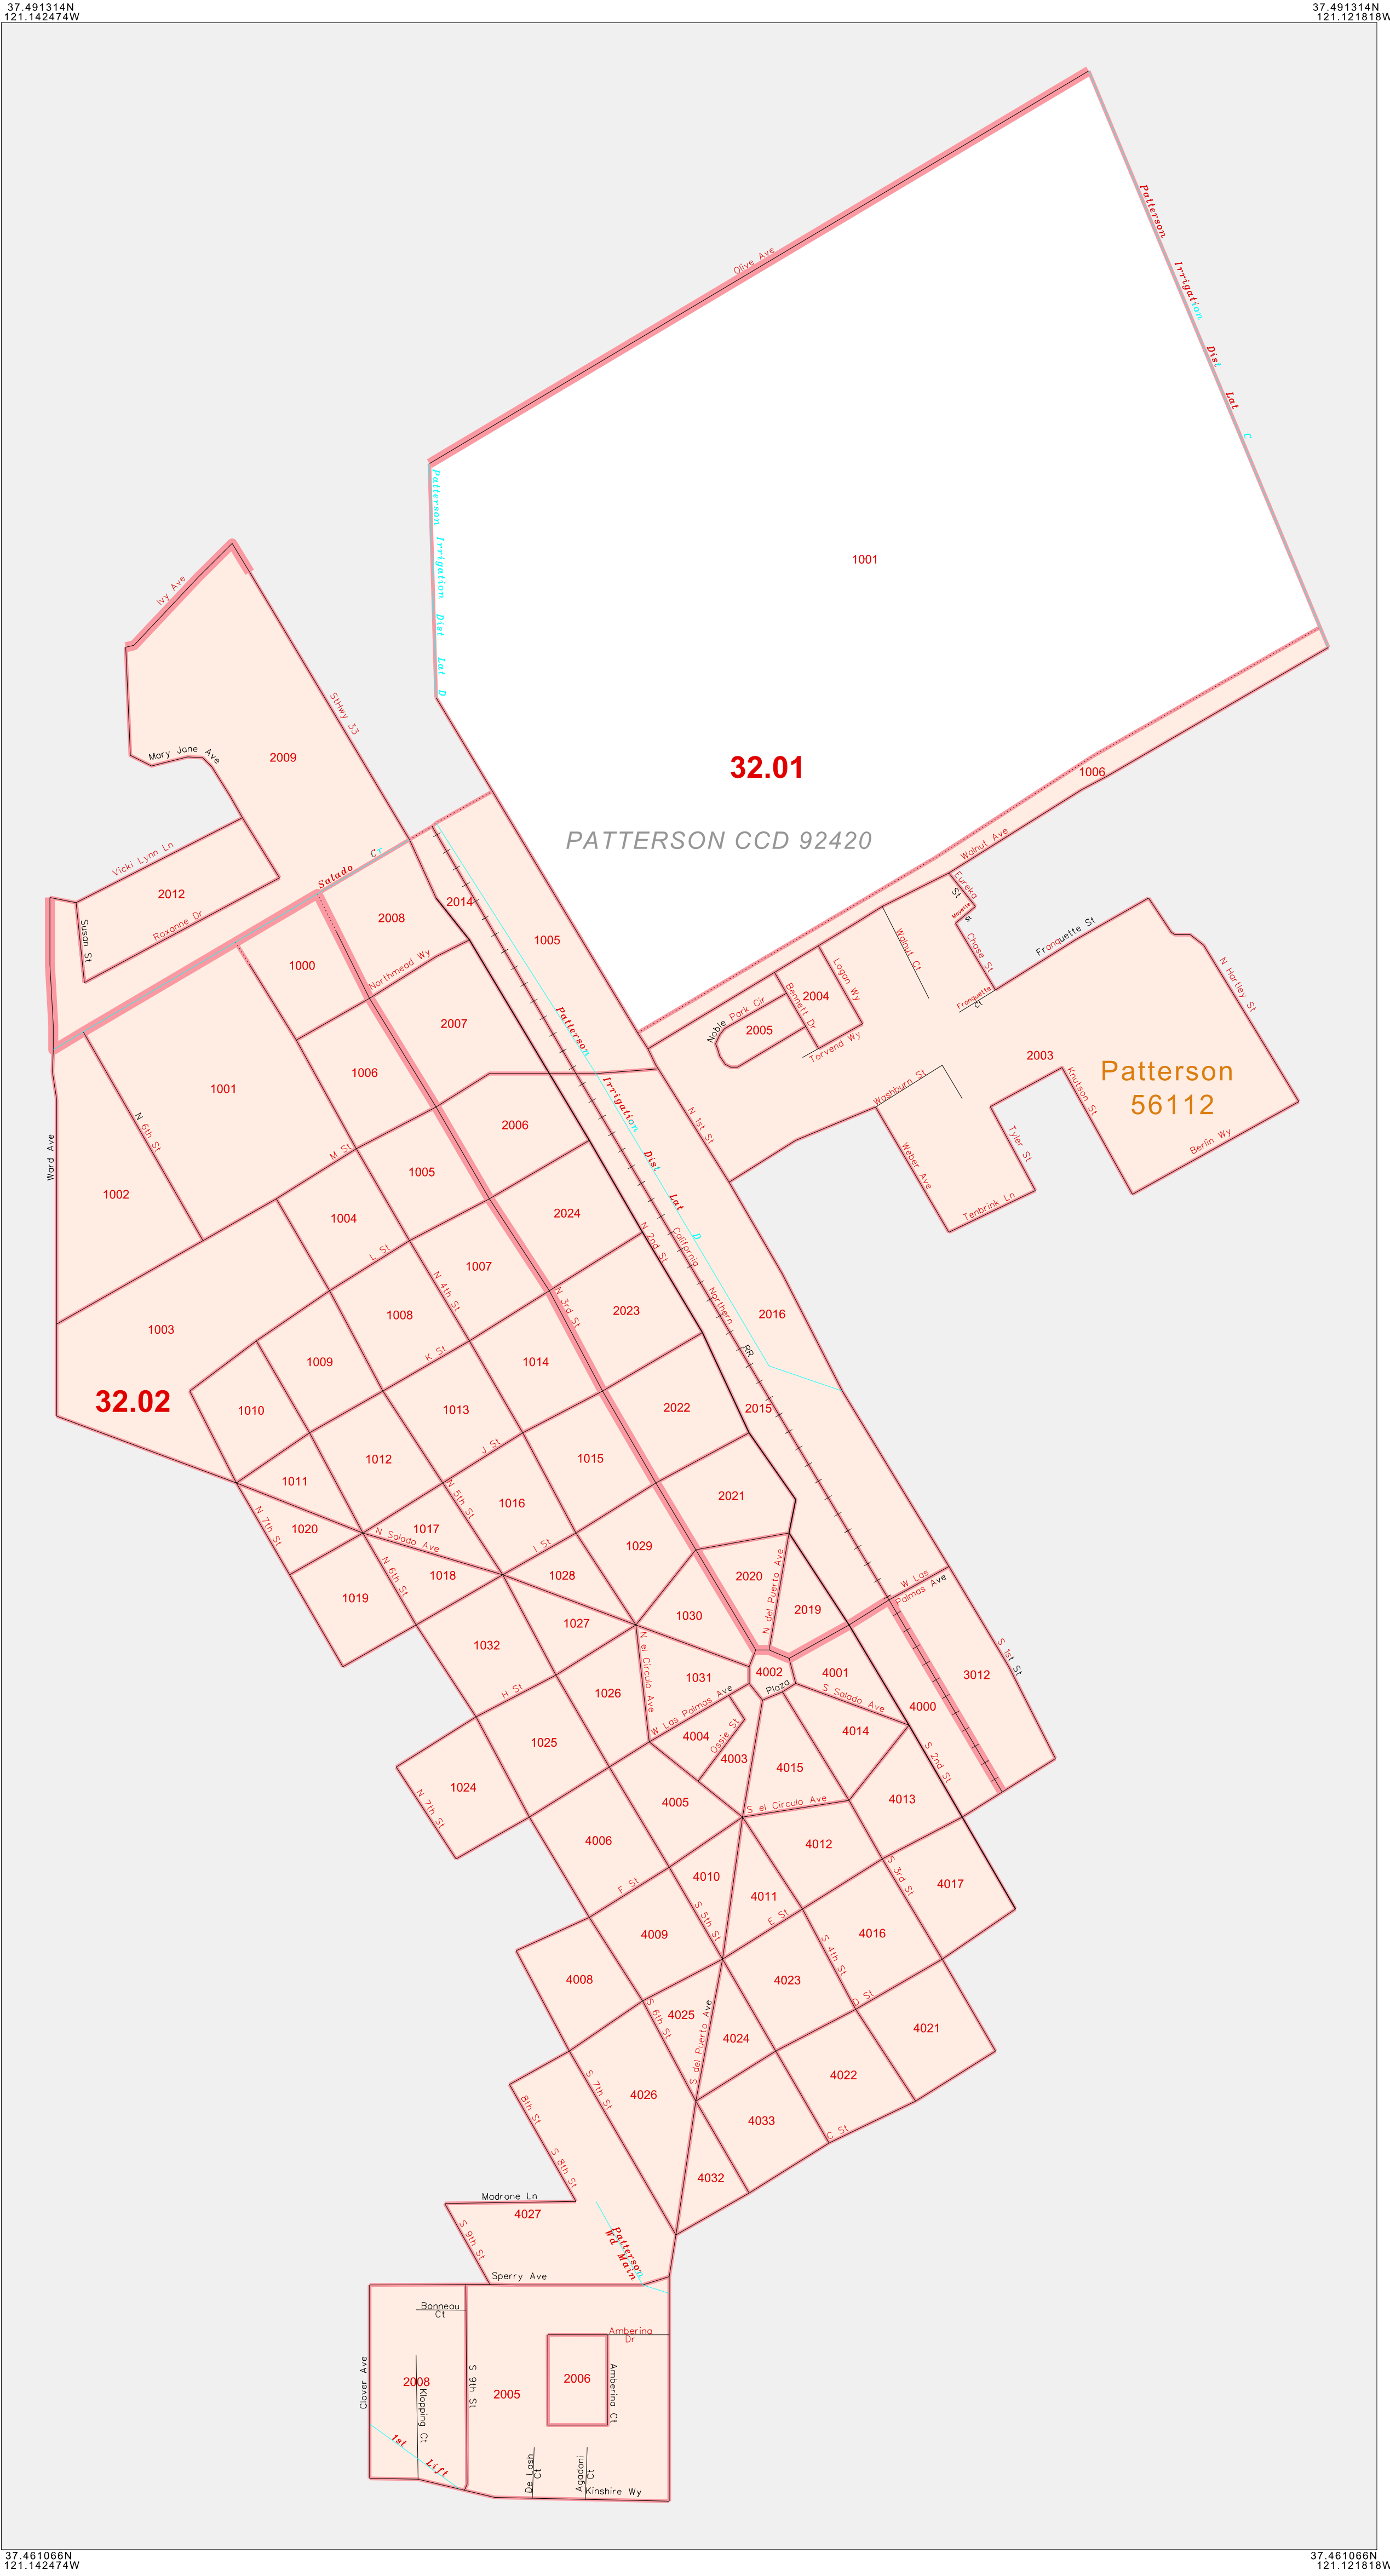 37.491314N
121.142474W
37.491314N
121.121818W
Olive Ave
Patterson Irrigation Dist Lat C
Patterson Irrigation Dist Lat D
1001
Ivy Ave
StHwy 33
Mary Jane Ave
2009
32.01
1006
PATTERSON CCD 92420
Walnut Ave
Vicki Lynn Ln
Salado Cr
2012
Roxanne Dr
Susan St
2008
2014
1005
Eureka St
Mayette St
Chase St
Franquette St
Walnut Ct
N Hartley St
1000
Northmead Wy
Logan Wy
2004
Bennett Dr
Noble Park Cir
2005
Torvend Wy
Franquette Ct
2007
2003
Patterson
56112
1006
1001
Patterson Irrigation Dist Lat D
Washburn St
Knutson St
N 6th St
2006
N 1st St
Tyler St
Berlin Wy
Ward Ave
M St
1005
Weber Ave
1002
1004
2024
Tenbrink Ln
L St
N 2nd St
California Northern RR
1007
N 4th St
N 3rd St
2023
2016
1003
1008
K St
1009
1014
32.02
1010
1013
2022
2015
J St
1012
1015
1011
N 5th St
1016
2021
N 7th St
1020
1017
N Salado Ave
I St
1029
N 6th St
1018
1028
2020
N del Puerto Ave
W Las Palmas Ave
1019
1027
1030
2019
N el Circulo Ave
1032
S 1st St
4002
4001
3012
1031
Plaza
H St
1026
S Salado Ave
W Las Palmas Ave
4000
4004
Ossie St
4014
1025
4003
4015
S 2nd St
1024
N 7th St
4005
S el Circulo Ave
4013
4006
4012
F St
4010
S 3rd St
4011
4017
E St
S 5th St
4009
4016
S 4th St
4008
4023
D St
S 6th St
4025
4024
4021
S del Puerto Ave
S 7th St
4026
4022
8th St
4033
C St
S 8th St
4032
Madrone Ln
4027
S 9th St
Patterson Wd Main
Sperry Ave
Bonneau Ct
Amberina Dr
Clover Ave
2008
Klopping Ct
S 9th St
2005
2006
Amberina Ct
1st Lift
De Lash Ct
Agadoni Ct
Kinshire Wy
37.461066N
121.142474W
37.461066N
121.121818W